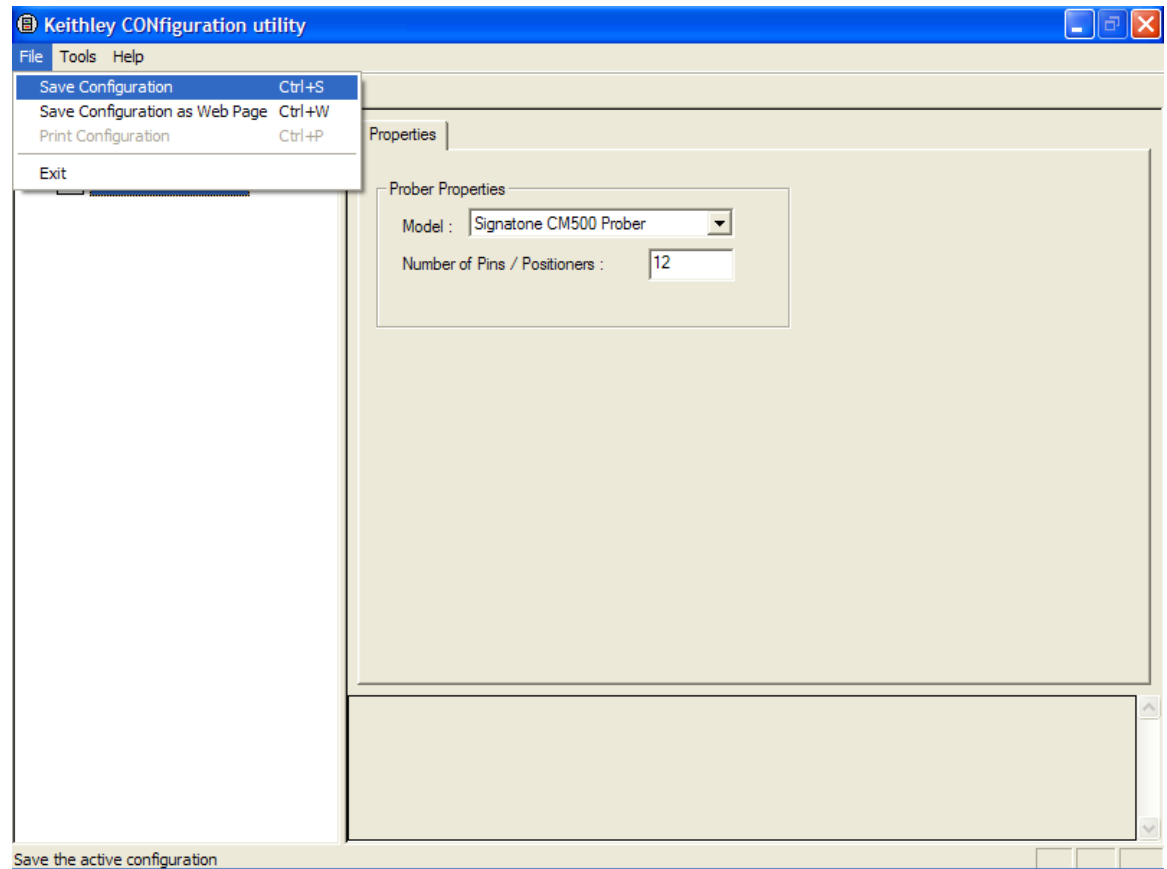 Keithley CONfiguration utility
File Tools Help
Save Configuration Ctrl+S
Save Configuration as Web Page Ctrl+W
Print Configuration Ctrl+P
Exit
Properties
Prober Properties
Model : Signatone CM500 Prober
Number of Pins / Positioners : 12
Save the active configuration